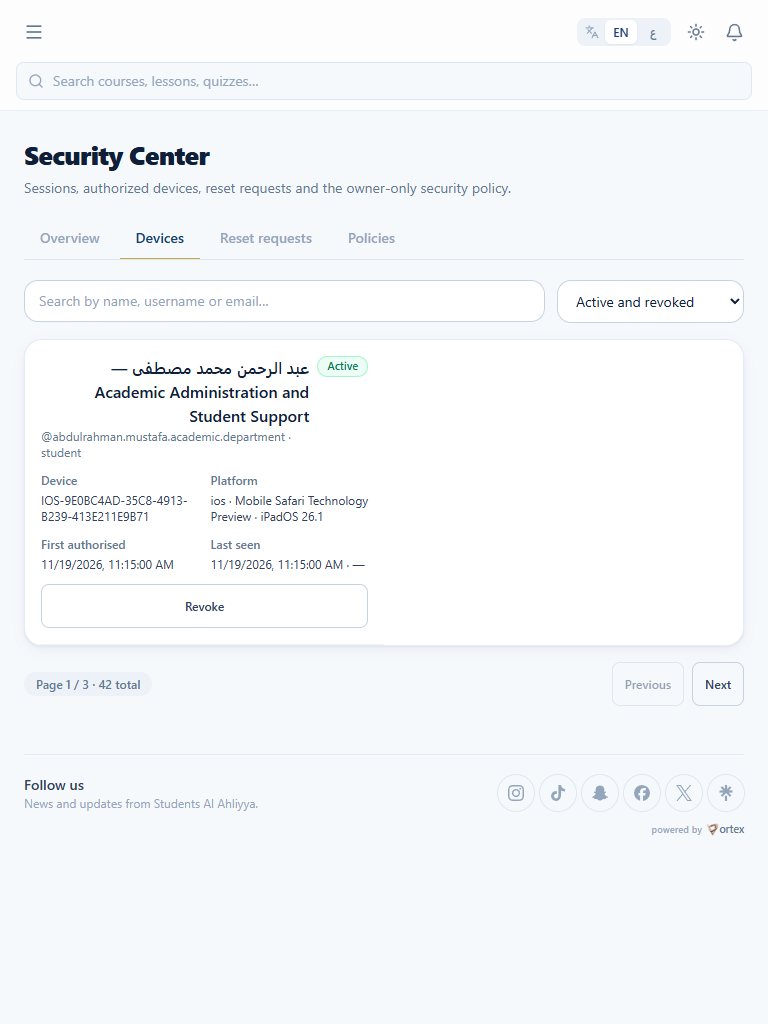 EN
ع
Search courses, lessons, quizzes...
Security Center
Sessions, authorized devices, reset requests and the owner-only security policy.
Overview
Devices
Reset requests
Policies
Search by name, username or email...
Active and revoked
عبد الرحمن محمد مصطفى —
Academic Administration and
Student Support
Active
@abdulrahman.mustafa.academic.department ·
student
Device
IOS-9E0BC4AD-35C8-4913-
B239-413E211E9B71
Platform
ios · Mobile Safari Technology
Preview · iPadOS 26.1
First authorised
11/19/2026, 11:15:00 AM
Last seen
11/19/2026, 11:15:00 AM · —
Revoke
Page 1 / 3 · 42 total
Previous
Next
Follow us
News and updates from Students Al Ahliyya.
powered by ortex